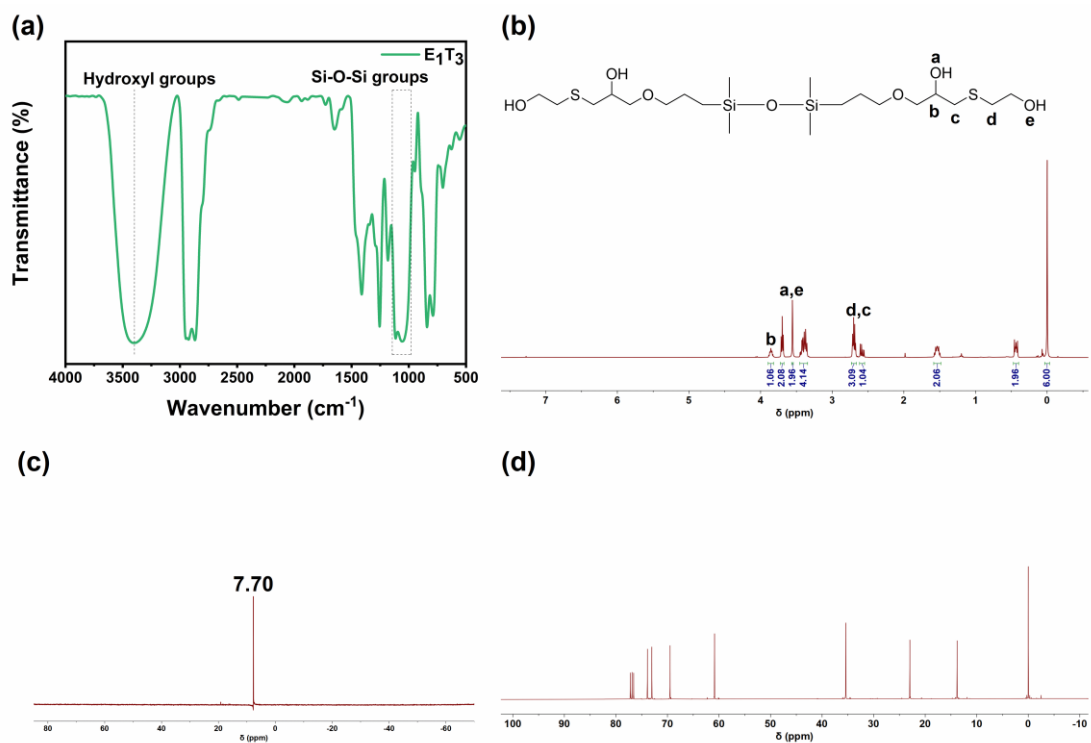 (a)
E1T3
Hydroxyl groups
Si-O-Si groups
Transmittance (%)
4000 3500 3000 2500 2000 1500 1000 500
Wavenumber (cm-1)
(b)
OH
S
HO
O
Si
O
Si
O
a
OH
b
c
S
d
OH
e
b
a,e
d,c
1.06
2.08
1.96
4.14
3.09
1.04
2.06
1.96
6.00
7 6 5 4 3 2 1 0
δ (ppm)
(c)
7.70
80 60 40 20 0 -20 -40 -60
δ (ppm)
(d)
100 90 80 70 60 50 40 30 20 10 0 -10
δ (ppm)